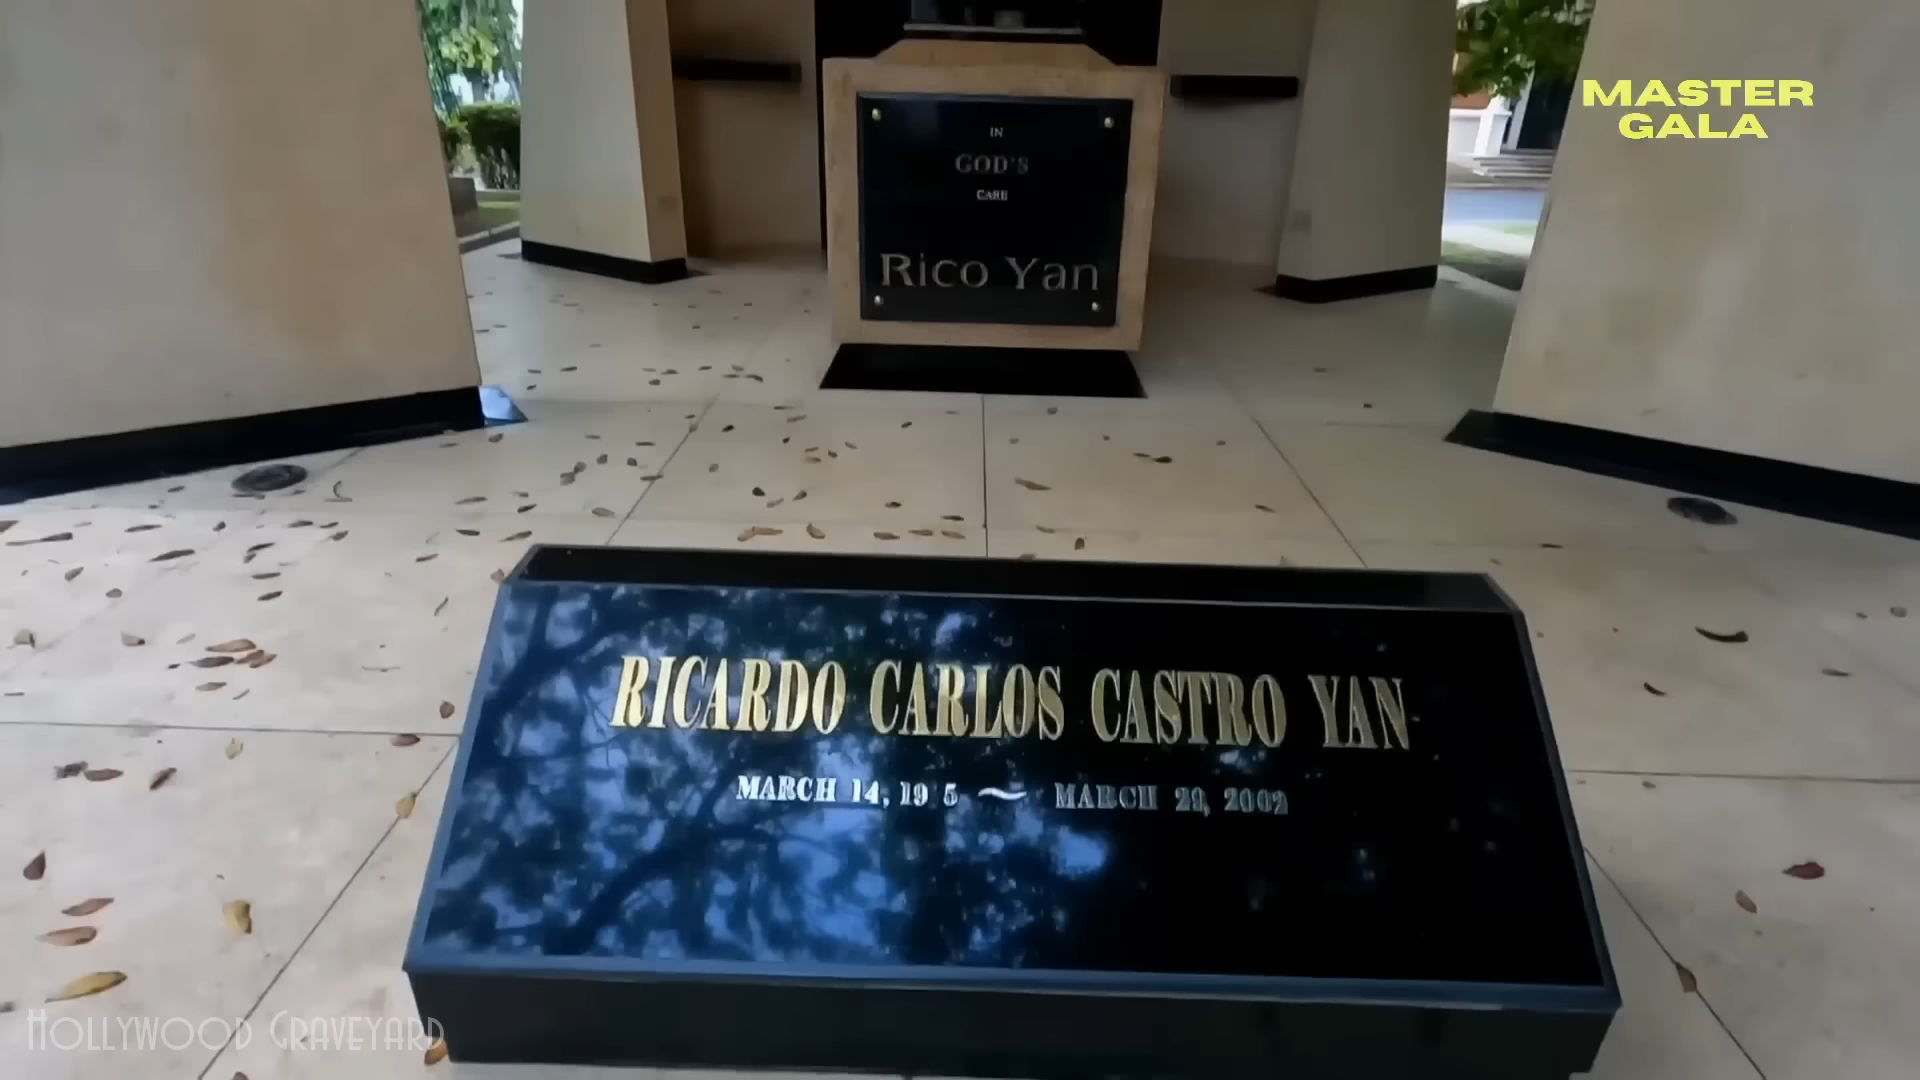 MASTER
GALA
IN
GOD'S
CARE
Rico Yan
RICARDO CARLOS CASTRO YAN
MARCH 14, 19 5 ~ MARCH 29, 2002
HOLLYWOOD GRAVEYARD